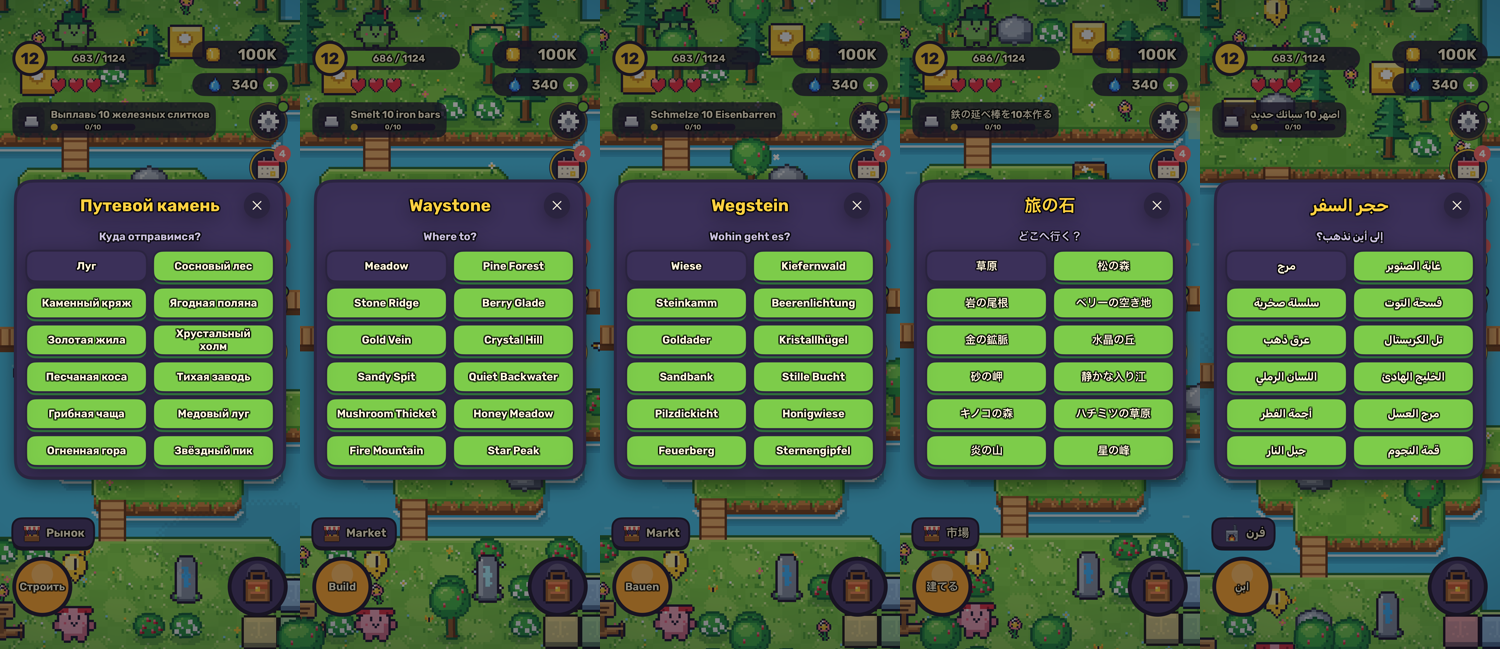 12
683 / 1124
100K
340
Выплавь 10 железных слитков
0/10
4
Путевой камень
Куда отправимся?
Луг
Сосновый лес
Каменный кряж
Ягодная поляна
Золотая жила
Хрустальный
холм
Песчаная коса
Тихая заводь
Грибная чаща
Медовый луг
Огненная гора
Звёздный пик
Рынок
Строить
12
686 / 1124
100K
340
Smelt 10 iron bars
0/10
4
Waystone
Where to?
Meadow
Pine Forest
Stone Ridge
Berry Glade
Gold Vein
Crystal Hill
Sandy Spit
Quiet Backwater
Mushroom Thicket
Honey Meadow
Fire Mountain
Star Peak
Market
Build
12
683 / 1124
100K
340
Schmelze 10 Eisenbarren
0/10
4
Wegstein
Wohin geht es?
Wiese
Kiefernwald
Steinkamm
Beerenlichtung
Goldader
Kristallhügel
Sandbank
Stille Bucht
Pilzdickicht
Honigwiese
Feuerberg
Sternengipfel
Markt
Bauen
12
686 / 1124
100K
340
鉄の延べ棒を10本作る
0/10
4
旅の石
どこへ行く？
草原
松の森
岩の尾根
ベリーの空き地
金の鉱脈
水晶の丘
砂の岬
静かな入り江
キノコの森
ハチミツの草原
炎の山
星の峰
市場
建てる
12
683 / 1124
100K
340
اصهر 10 سبائك حديد
0/10
4
حجر السفر
إلى أين نذهب؟
مرج
غابة الصنوبر
سلسلة صخرية
فسحة التوت
عرق ذهب
تل الكريستال
اللسان الرملي
الخليج الهادئ
أجمة الفطر
مرج العسل
جبل النار
قمة النجوم
فرن
ابنِ